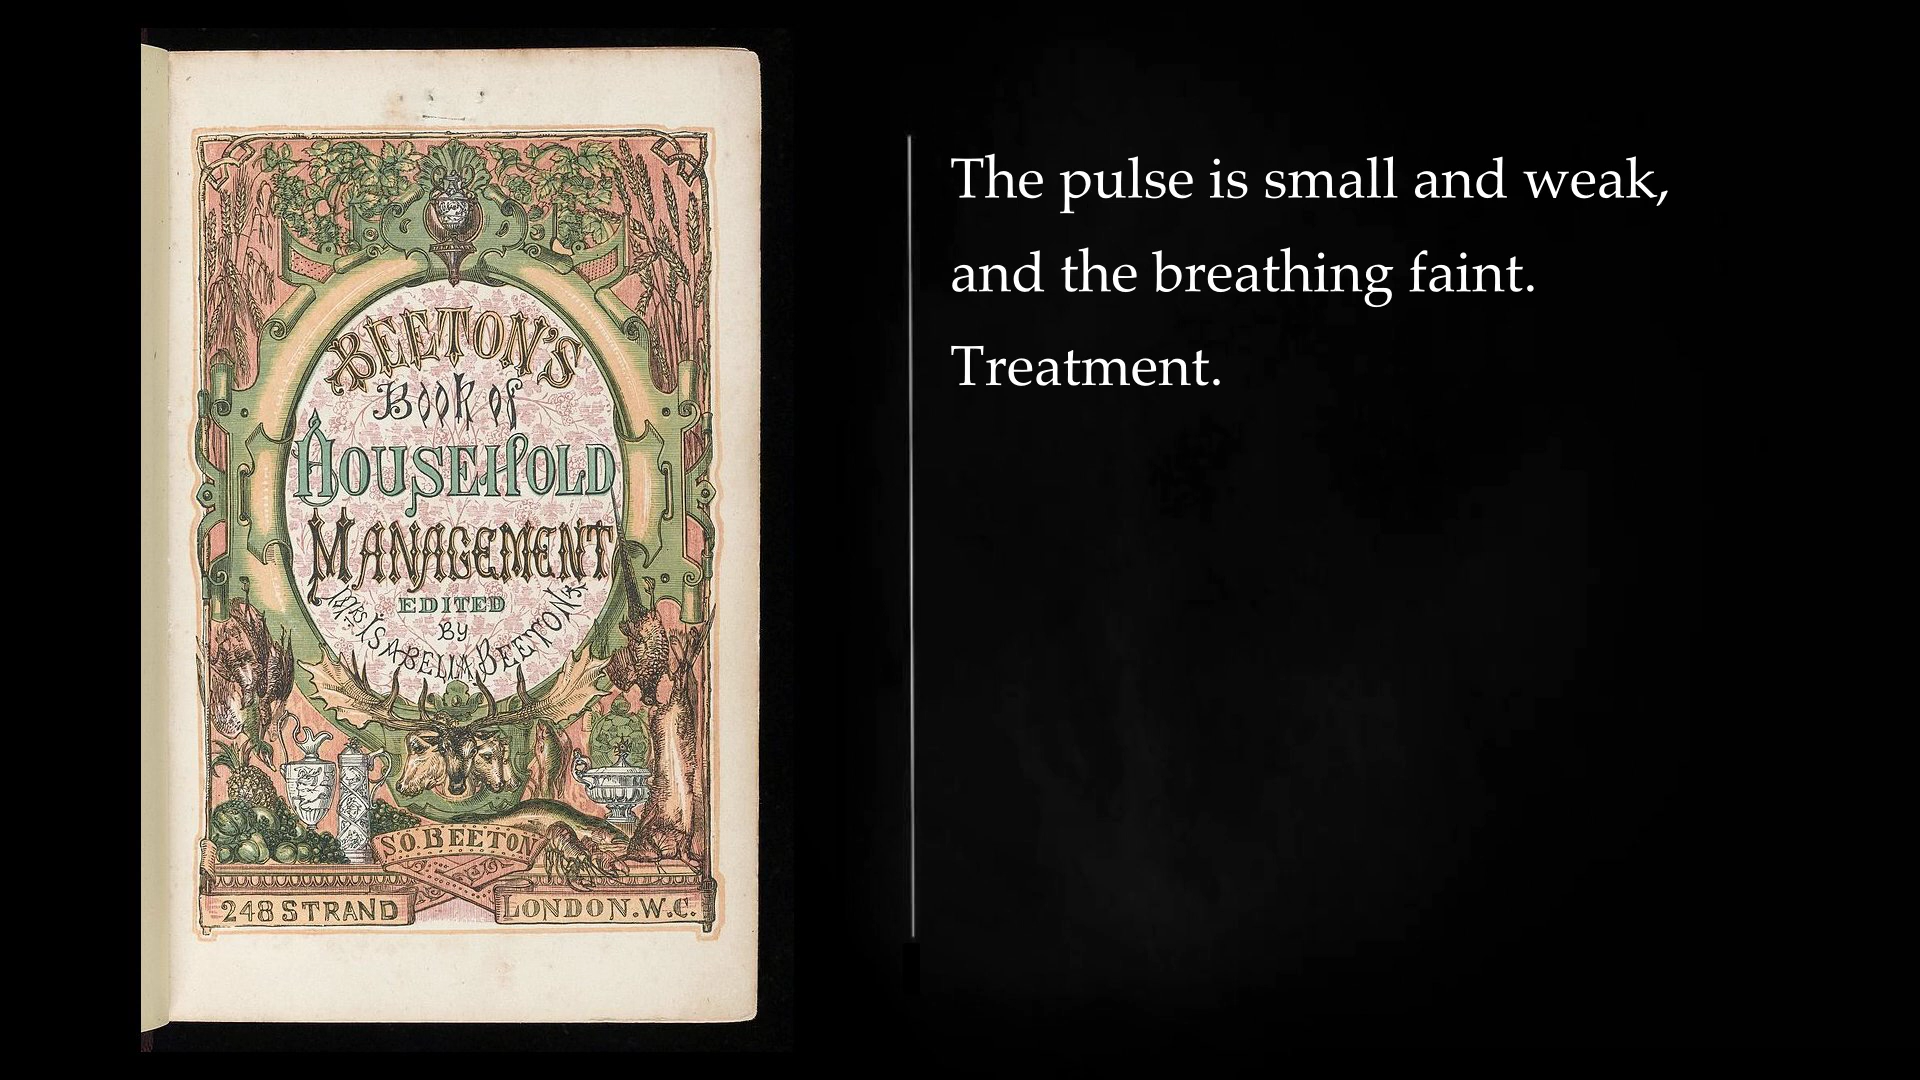 BEETON'S
Book of
HOUSEHOLD
MANAGEMENT
EDITED
BY
MRS ISABELLA BEETON
S.O. BEETON
248 STRAND
LONDON. W.C.
The pulse is small and weak,
and the breathing faint.
Treatment.